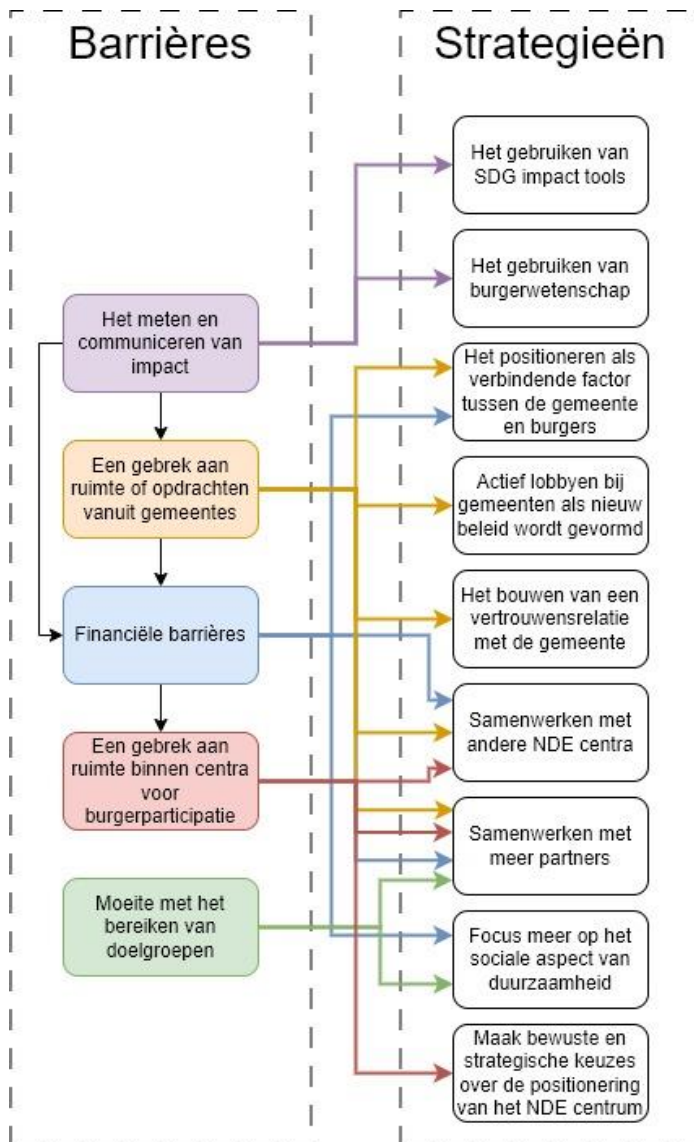 Barrières
Strategieën
Het meten en
communiceren van
impact
Een gebrek aan
ruimte of opdrachten
vanuit gemeentes
Financiële barrières
Een gebrek aan
ruimte binnen centra
voor
burgerparticipatie
Moeite met het
bereiken van
doelgroepen
Het gebruiken van
SDG impact tools
Het gebruiken van
burgerwetenschap
Het positioneren als
verbindende factor
tussen de gemeente
en burgers
Actief lobbyen bij
gemeenten als nieuw
beleid wordt gevormd
Het bouwen van een
vertrouwensrelatie
met de gemeente
Samenwerken met
andere NDE centra
Samenwerken met
meer partners
Focus meer op het
sociale aspect van
duurzaamheid
Maak bewuste en
strategische keuzes
over de positionering
van het NDE centrum